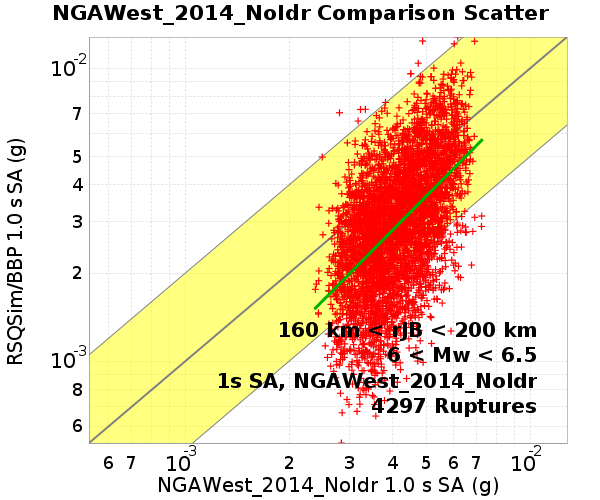 NGAWest_2014_NoIdr Comparison Scatter
10⁻²
7
5
4
3
2
10⁻³
8
6
RSQSim/BBP 1.0 s SA (g)
160 km < rJB < 200 km
6 < Mw < 6.5
1s SA, NGAWest_2014_NoIdr
4297 Ruptures
6 7 10⁻³ 2 3 4 5 6 7 10⁻²
NGAWest_2014_NoIdr 1.0 s SA (g)